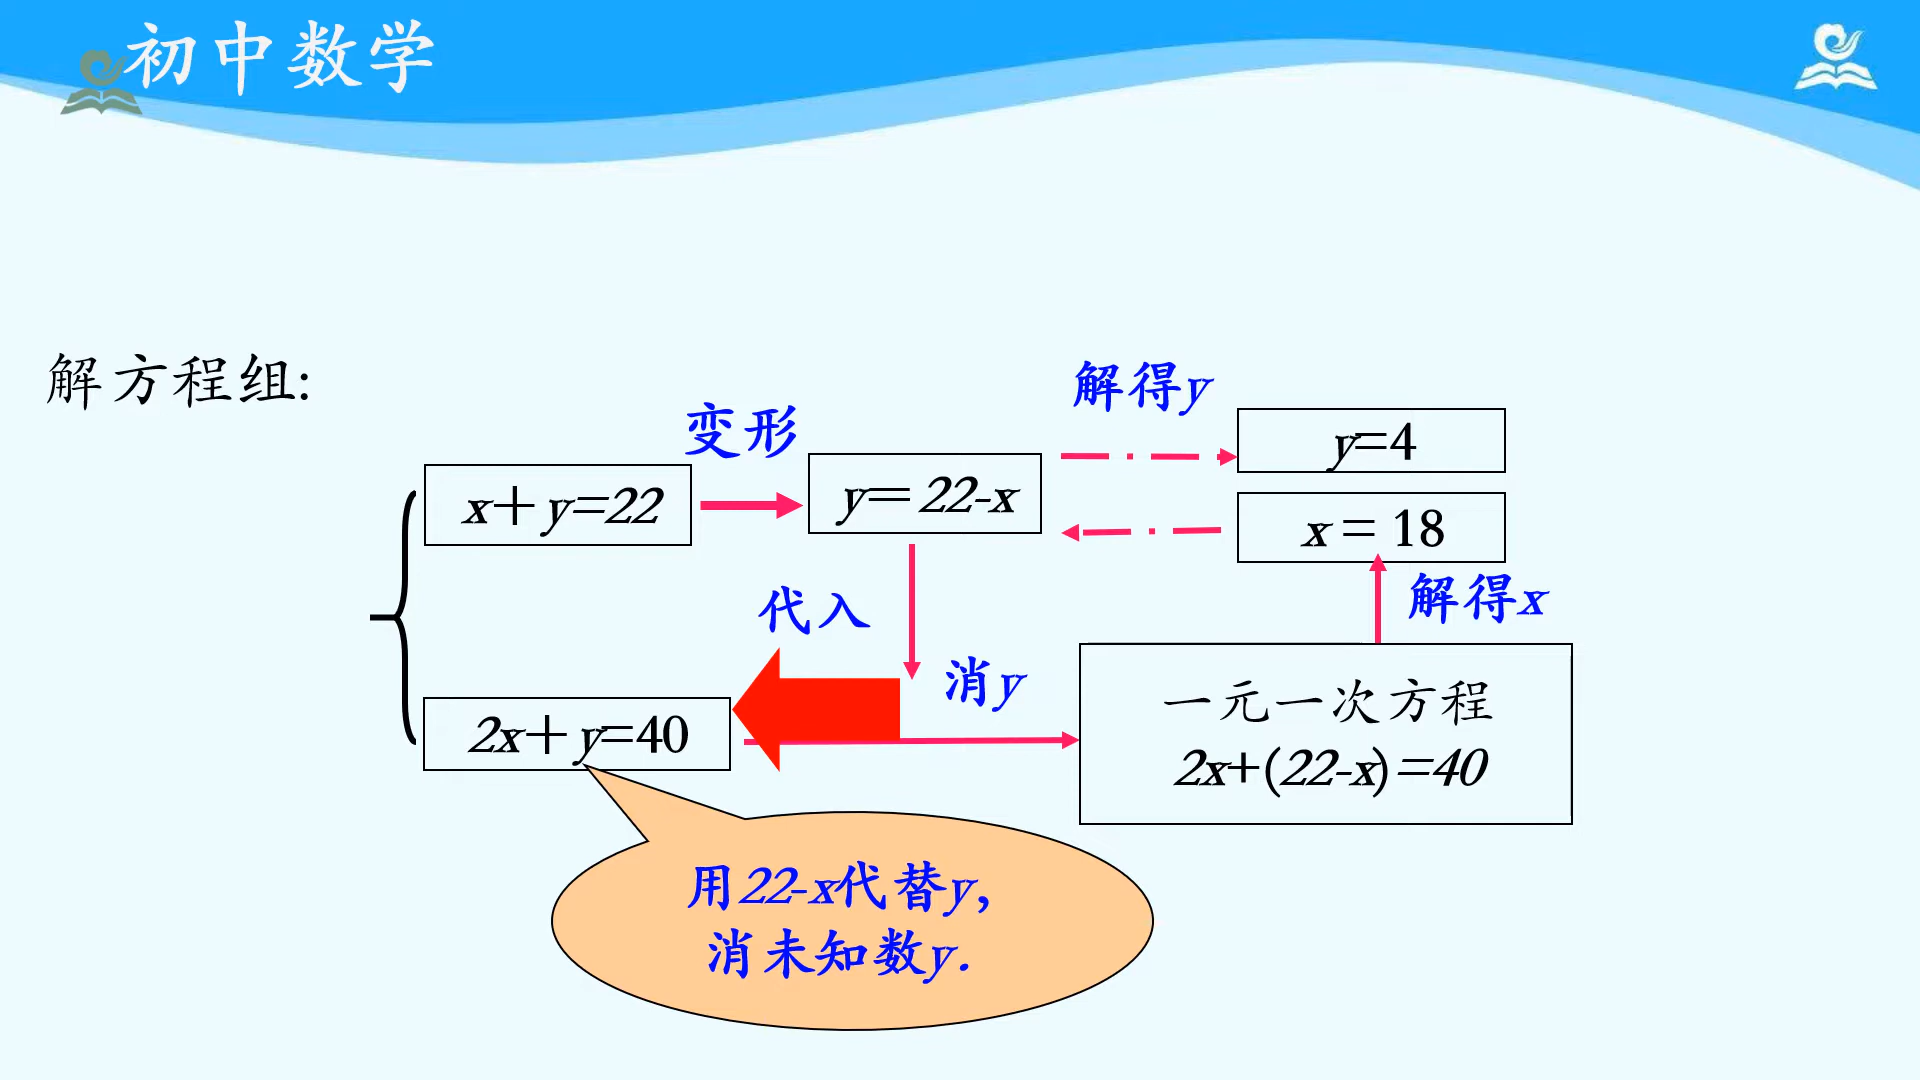 初中数学
解方程组:
变形
解得y
x＋y=22
y＝22-x
y=4
x = 18
代入
解得x
消y
2x＋y=40
一元一次方程
2x+(22-x)=40
用22-x代替y,
消未知数y.